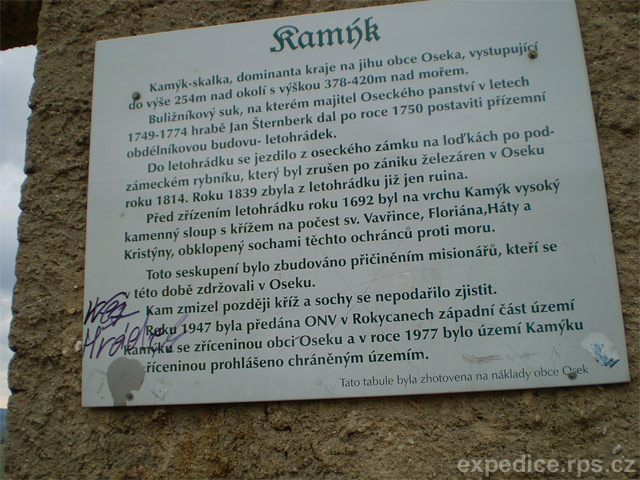 Kamýk
Kamýk-skalka, dominanta kraje na jihu obce Oseka, vystupující
do výše 254m nad okolí s výškou 378-420m nad mořem.
Buližníkový suk, na kterém majitel Oseckého panství v letech
1749-1774 hrabě Jan Šternberk dal po roce 1750 postaviti přízemní
obdélníkovou budovu- letohrádek.
Do letohrádku se jezdilo z oseckého zámku na loďkách po pod-
zámeckém rybníku, který byl zrušen po zániku železáren v Oseku
roku 1814. Roku 1839 zbyla z letohrádku již jen ruina.
Před zřízením letohrádku roku 1692 byl na vrchu Kamýk vysoký
kamenný sloup s křížem na počest sv. Vavřince, Floriána,Háty a
Kristýny, obklopený sochami těchto ochránců proti moru.
Toto seskupení bylo zbudováno přičiněním misionářů, kteří se
v této době zdržovali v Oseku.
Kam zmizel později kříž a sochy se nepodařilo zjistit.
Roku 1947 byla předána ONV v Rokycanech západní část území
Kamýku se zříceninou obci Oseku a v roce 1977 bylo území Kamýku
říceninou prohlášeno chráněným územím.
Tato tabule byla zhotovena na náklady obce Osek
expedice.rps.cz